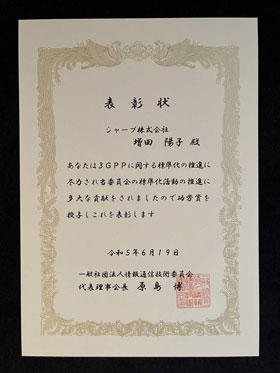 表彰状
シャープ株式会社
増田 陽子 殿
あなたは3GPPに関する標準化の推進に
尽力され当委員会の標準化活動の推進に
多大な貢献をされましたので功労賞を
授与しこれを表彰します
令和5年6月19日
一般社団法人情報通信技術委員会
代表理事会長 原島 博